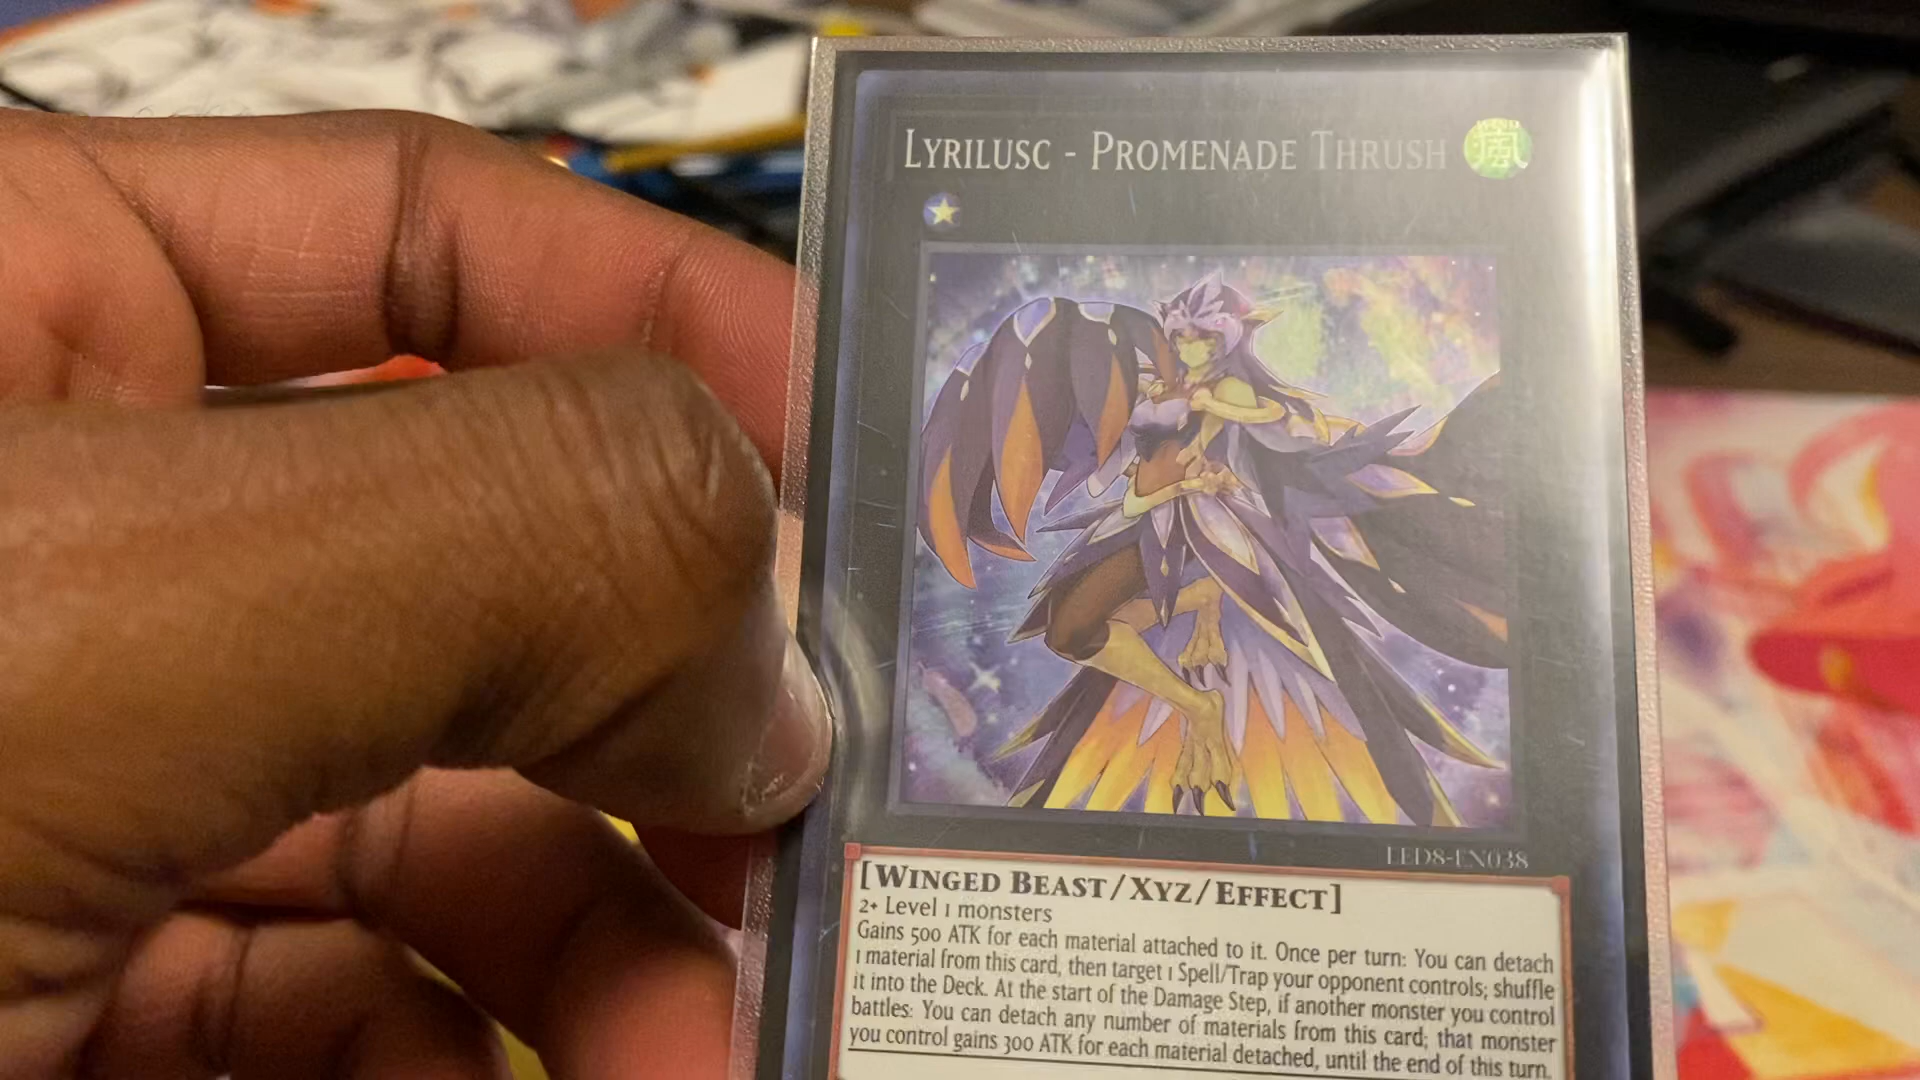 Lyrilusc - Promenade Thrush
LED8-EN038
[Winged Beast/Xyz/Effect]
2+ Level 1 monsters
Gains 500 ATK for each material attached to it. Once per turn: You can detach
1 material from this card, then target 1 Spell/Trap your opponent controls; shuffle
it into the Deck. At the start of the Damage Step, if another monster you control
battles: You can detach any number of materials from this card; that monster
you control gains 300 ATK for each material detached, until the end of this turn.